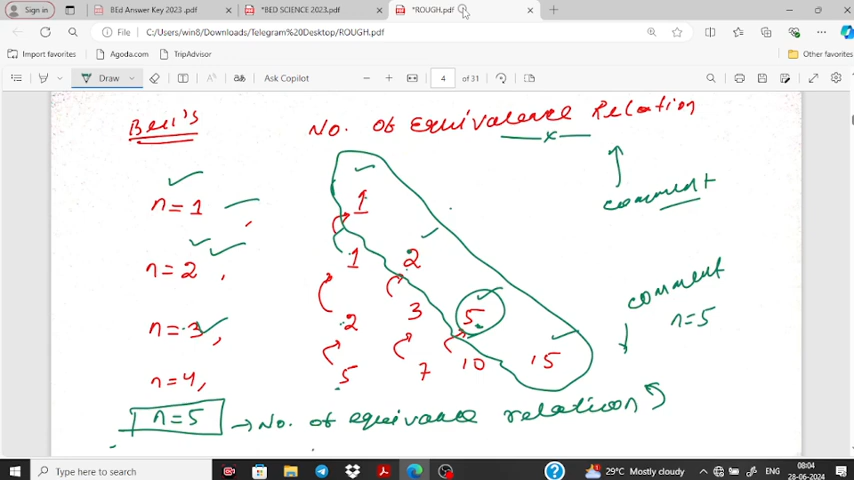 Sign in
BEd Answer Key 2023 .pdf
*BED SCIENCE 2023.pdf
*ROUGH.pdf
File
C:/Users/win8/Downloads/Telegram%20Desktop/ROUGH.pdf
Import favorites
Agoda.com
TripAdvisor
Other favorites
Draw
Ask Copilot
4 of 31
Bell's
No. of Equivalence Relation
comment
n=1 ,
1
n=2 ,
1 2
n=3 ,
2 3 5
comment
n=5
n=4,
5 7 10 15
n=5 → No. of equivalence relation
Type here to search
29°C Mostly cloudy
ENG
08:04
28-06-2024